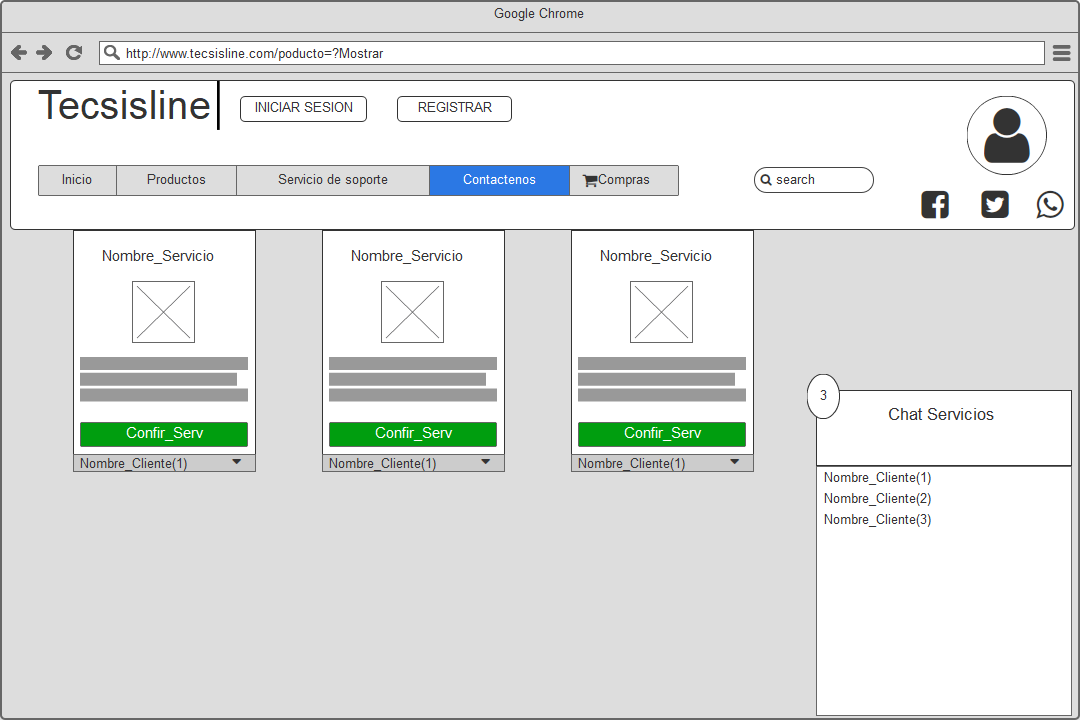 Google Chrome
http://www.tecsisline.com/poducto=?Mostrar
Tecsisline
INICIAR SESION
REGISTRAR
Inicio
Productos
Servicio de soporte
Contactenos
Compras
search
Nombre_Servicio
Confir_Serv
Nombre_Cliente(1)
Nombre_Servicio
Confir_Serv
Nombre_Cliente(1)
Nombre_Servicio
Confir_Serv
Nombre_Cliente(1)
3
Chat Servicios
Nombre_Cliente(1)
Nombre_Cliente(2)
Nombre_Cliente(3)